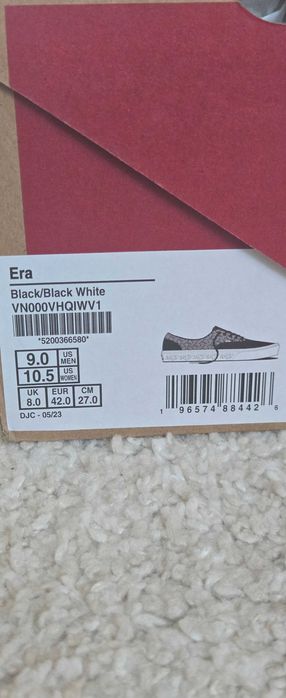 Era
Black/Black White
VN000VHQIWV1
*5200366580*
9.0 US MEN
10.5 US WOMEN
UK EUR CM
8.0 42.0 27.0
DJC - 05/23
1 96574 88442 6